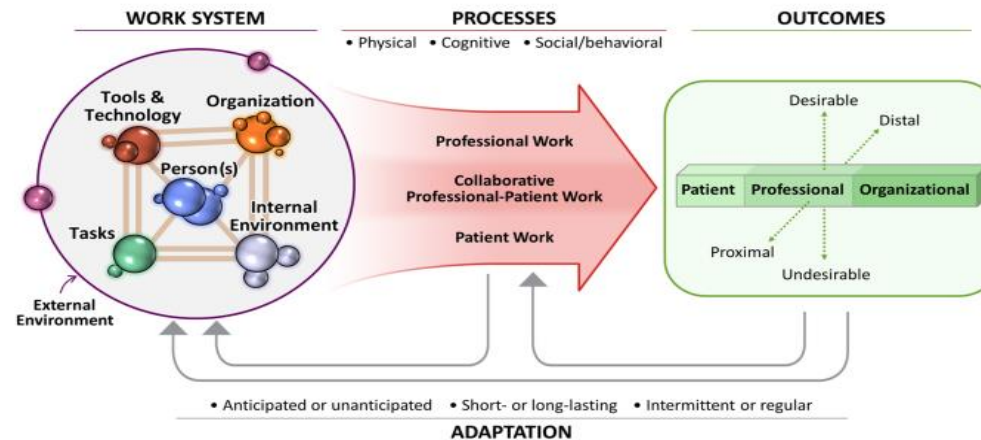 WORK SYSTEM
PROCESSES
OUTCOMES
• Physical • Cognitive • Social/behavioral
Tools &
Technology
Organization
Person(s)
Internal
Environment
Tasks
External
Environment
Professional Work
Collaborative
Professional-Patient Work
Patient Work
Desirable
Distal
Patient Professional Organizational
Proximal
Undesirable
• Anticipated or unanticipated • Short- or long-lasting • Intermittent or regular
ADAPTATION